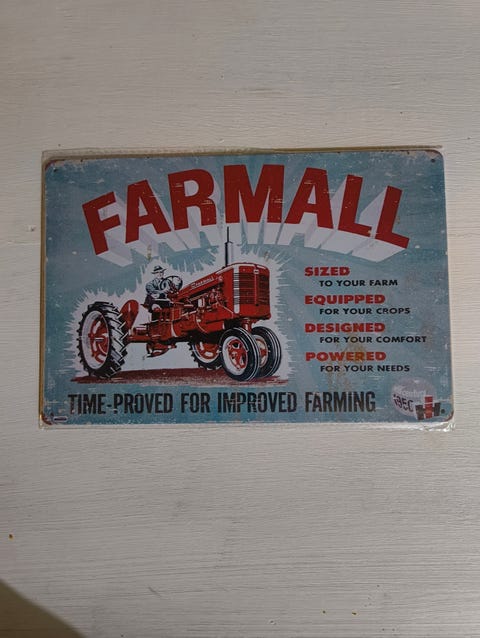 FARMALL
SIZED
TO YOUR FARM
EQUIPPED
FOR YOUR CROPS
DESIGNED
FOR YOUR COMFORT
POWERED
FOR YOUR NEEDS
TIME-PROVED FOR IMPROVED FARMING
IH